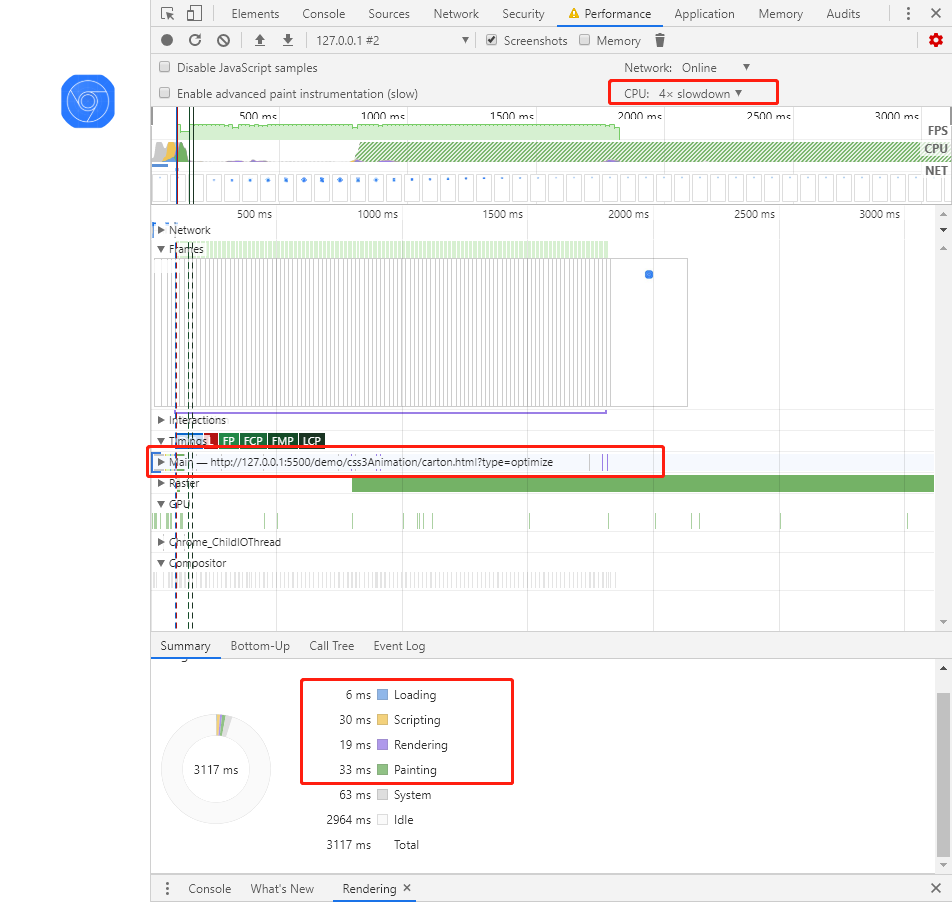 Elements Console Sources Network Security Performance Application Memory Audits
127.0.0.1 #2 Screenshots Memory
Disable JavaScript samples Network: Online
Enable advanced paint instrumentation (slow) CPU: 4× slowdown
500 ms 1000 ms 1500 ms 2000 ms 2500 ms 3000 ms
FPS
CPU
NET
500 ms 1000 ms 1500 ms 2000 ms 2500 ms 3000 ms
Network
Frames
Interactions
Timings L FP FCP FMP LCP
Main — http://127.0.0.1:5500/demo/css3Animation/carton.html?type=optimize
Raster
GPU
Chrome_ChildIOThread
Compositor
Summary Bottom-Up Call Tree Event Log
6 ms Loading
30 ms Scripting
19 ms Rendering
3117 ms
33 ms Painting
63 ms System
2964 ms Idle
3117 ms Total
Console What's New Rendering